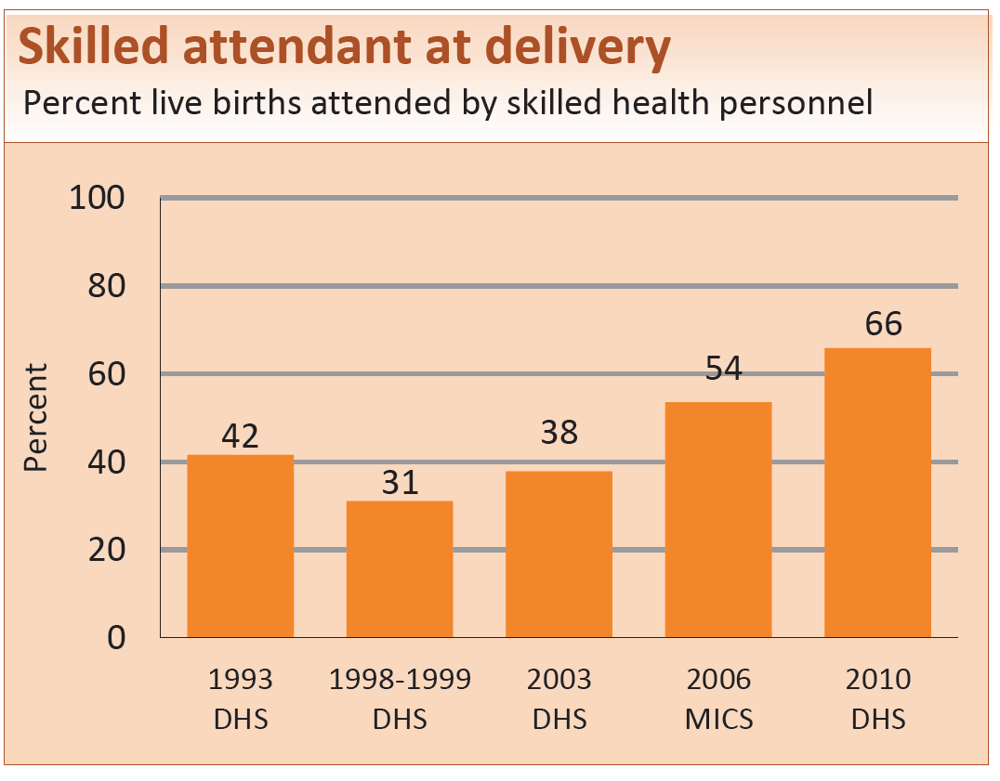 Skilled attendant at delivery
Percent live births attended by skilled health personnel
Percent
100
80
60
40
20
0
42
31
38
54
66
1993 1998-1999 2003 2006 2010
DHS DHS DHS MICS DHS